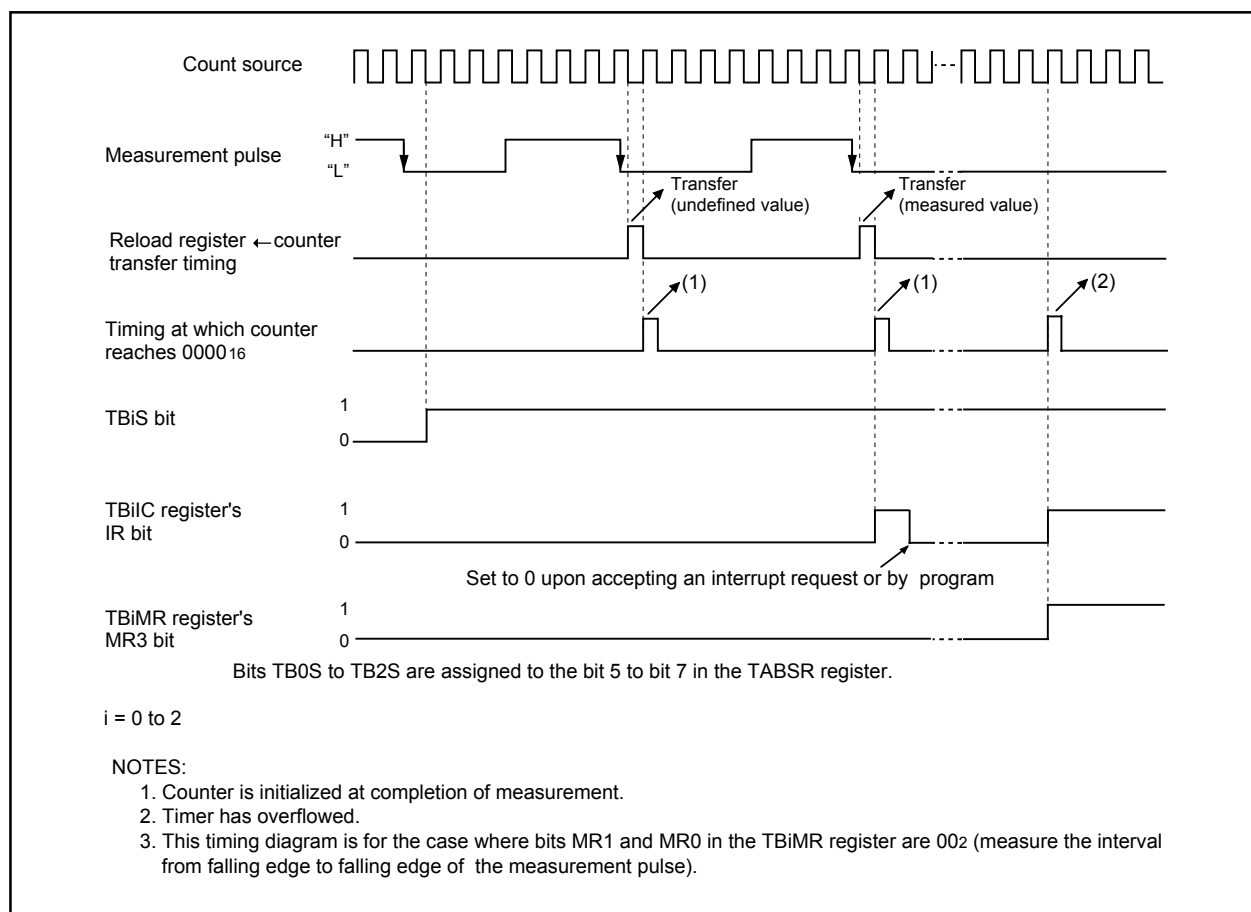 Count source
“H”
Measurement pulse
“L”
Transfer
(undefined value)
Transfer
(measured value)
Reload register ←counter
transfer timing
(1)
(1)
(2)
Timing at which counter
reaches 000016
1
TBiS bit
0
TBiIC register's
IR bit
1
0
Set to 0 upon accepting an interrupt request or by program
TBiMR register's
MR3 bit
1
0
Bits TB0S to TB2S are assigned to the bit 5 to bit 7 in the TABSR register.
i = 0 to 2
NOTES:
1. Counter is initialized at completion of measurement.
2. Timer has overflowed.
3. This timing diagram is for the case where bits MR1 and MR0 in the TBiMR register are 002 (measure the interval
from falling edge to falling edge of the measurement pulse).